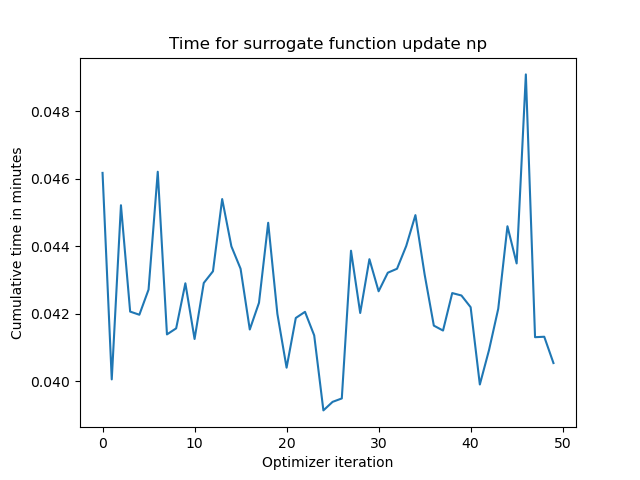 Time for surrogate function update np
Cumulative time in minutes
0.048
0.046
0.044
0.042
0.040
0 10 20 30 40 50
Optimizer iteration